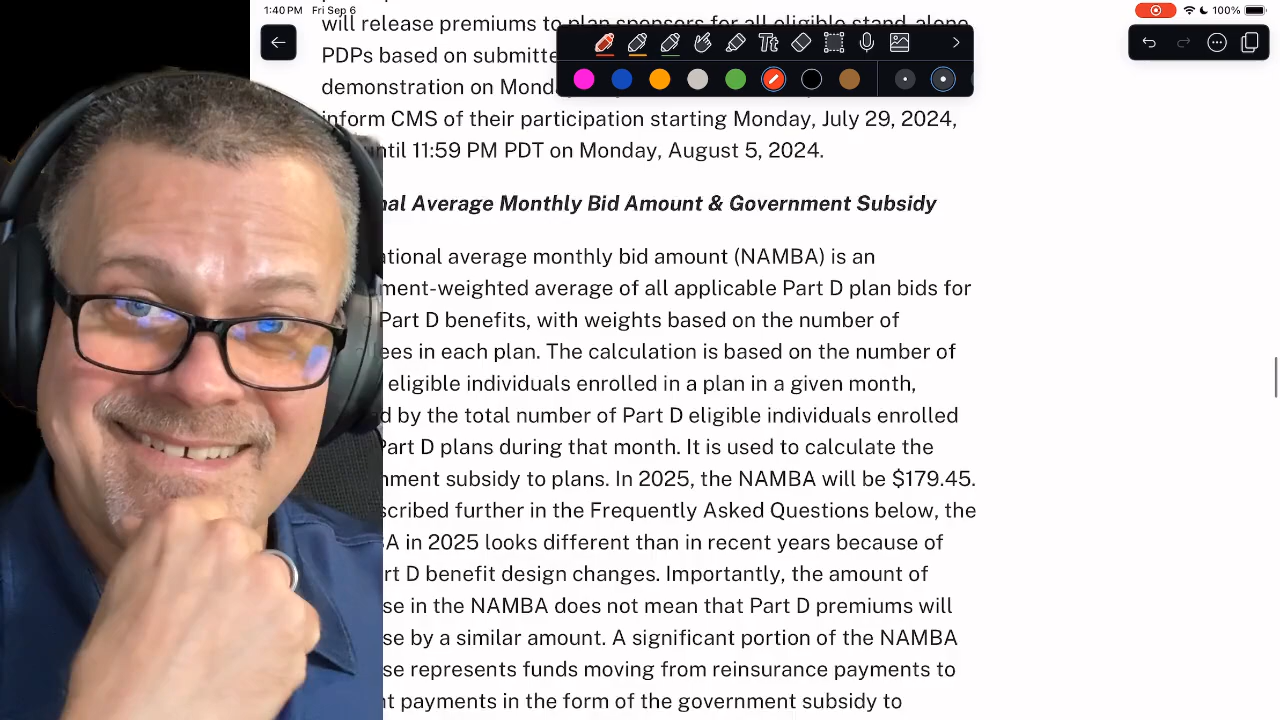 1:40 PM Fri Sep 6
100%
will release premiums to plan sponsors for all eligible stand-alone
PDPs based on submitte
Tt
demonstration on Mond
inform CMS of their participation starting Monday, July 29, 2024,
until 11:59 PM PDT on Monday, August 5, 2024.
nal Average Monthly Bid Amount & Government Subsidy
ational average monthly bid amount (NAMBA) is an
ment-weighted average of all applicable Part D plan bids for
Part D benefits, with weights based on the number of
ees in each plan. The calculation is based on the number of
eligible individuals enrolled in a plan in a given month,
d by the total number of Part D eligible individuals enrolled
Part D plans during that month. It is used to calculate the
nment subsidy to plans. In 2025, the NAMBA will be $179.45.
scribed further in the Frequently Asked Questions below, the
A in 2025 looks different than in recent years because of
rt D benefit design changes. Importantly, the amount of
se in the NAMBA does not mean that Part D premiums will
se by a similar amount. A significant portion of the NAMBA
se represents funds moving from reinsurance payments to
nt payments in the form of the government subsidy to